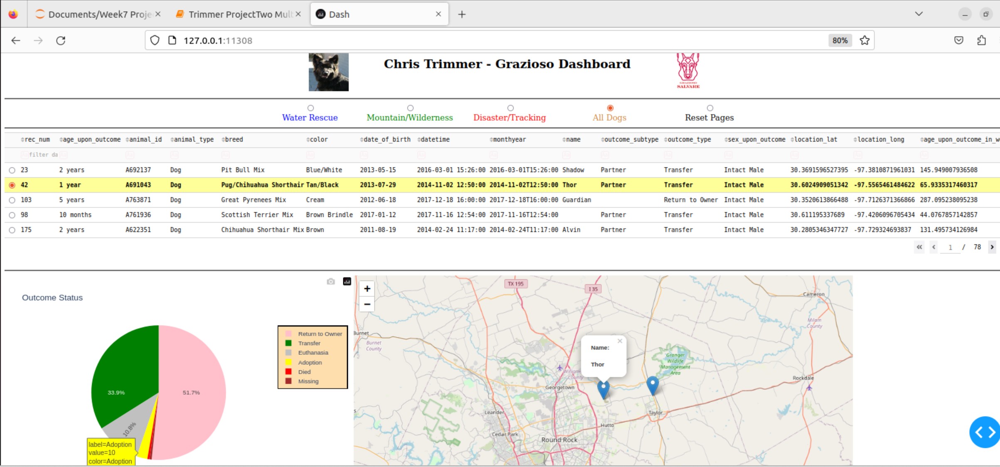 Documents/Week7 Proje
Trimmer ProjectTwo Mult
Dash
127.0.0.1:11308
80%
Chris Trimmer - Grazioso Dashboard
GRAZIOSO
SALVARE
Water Rescue Mountain/Wilderness Disaster/Tracking All Dogs Reset Pages
rec_num age_upon_outcome animal_id animal_type breed color date_of_birth datetime monthyear name outcome_subtype outcome_type sex_upon_outcome location_lat location_long age_upon_outcome_in_w
filter da
23 2 years A692137 Dog Pit Bull Mix Blue/White 2013-05-15 2016-03-01 15:26:00 2016-03-01T15:26:00 Shadow Partner Transfer Intact Male 30.3691596527395 -97.3810871961031 145.949007936508
42 1 year A691043 Dog Pug/Chihuahua Shorthair Tan/Black 2013-07-29 2014-11-02 12:50:00 2014-11-02T12:50:00 Thor Partner Transfer Intact Male 30.6024909051342 -97.5565461484622 65.9335317460317
103 5 years A763871 Dog Great Pyrenees Mix Cream 2012-06-18 2017-12-18 16:00:00 2017-12-18T16:00:00 Guardian Return to Owner Intact Male 30.3520613866488 -97.7126371366866 287.095238095238
98 10 months A761936 Dog Scottish Terrier Mix Brown Brindle 2017-01-12 2017-11-16 12:54:00 2017-11-16T12:54:00 Partner Transfer Intact Male 30.611195337689 -97.4206096705434 44.0767857142857
175 2 years A622351 Dog Chihuahua Shorthair Mix Brown 2011-08-19 2014-02-24 11:17:00 2014-02-24T11:17:00 Alvin Partner Transfer Intact Male 30.2805346347727 -97.729324693837 131.495734126984
« ‹ 1 / 78 ›
Outcome Status
Return to Owner
Transfer
Euthanasia
Adoption
Died
Missing
33.9%
51.7%
10.8%
label=Adoption
value=10
color=Adoption
+
−
TX 195
I 35
Cameron
Milam
County
Burnet
Burnet
County
Name:
Thor
Granger
Wildlife
Management
Area
Williams
County
Georgetown
Rockdale
Leander
Taylor
Hutto
Cedar Park
Round Rock